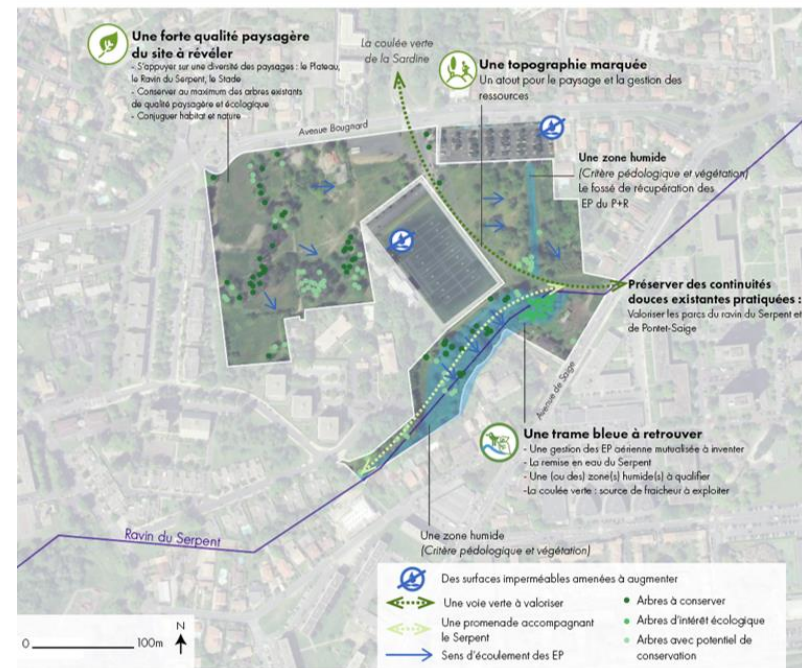 Une forte qualité paysagère
du site à révéler
- S'appuyer sur une diversité des paysages : le Plateau,
le Ravin du Serpent, le Stade
- Conserver au maximum des arbres existants
de qualité paysagère et écologique
- Conjuguer habitat et nature
La coulée verte
de la Sardine
Une topographie marquée
Un atout pour le paysage et la gestion des
ressources
Avenue Bougnard
Une zone humide
(Critère pédologique et végétation)
Le fossé de récupération des
EP du P+R
Préserver des continuités
douces existantes pratiquées :
Valoriser les parcs du ravin du Serpent et
de Pontet-Saige
Avenue de Saige
Une trame bleue à retrouver
- Une gestion des EP aérienne mutualisée à inventer
- La remise en eau du Serpent
- Une (ou des) zone(s) humide(s) à qualifier
-La coulée verte : source de fraicheur à exploiter
Ravin du Serpent
Une zone humide
(Critère pédologique et végétation)
Des surfaces imperméables amenées à augmenter
Une voie verte à valoriser
Une promenade accompagnant
le Serpent
Sens d'écoulement des EP
Arbres à conserver
Arbres d'intérêt écologique
Arbres avec potentiel de
conservation
0 100m
N